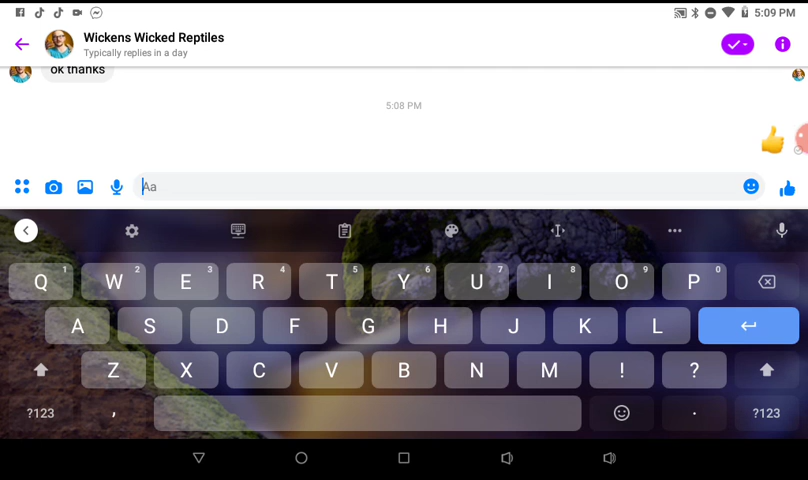 5:09 PM
Wickens Wicked Reptiles
Typically replies in a day
ok thanks
5:08 PM
Aa
Q 1 W 2 E 3 R 4 T 5 Y 6 U 7 I 8 O 9 P 0
A S D F G H J K L
Z X C V B N M ! ?
?123 , . ?123